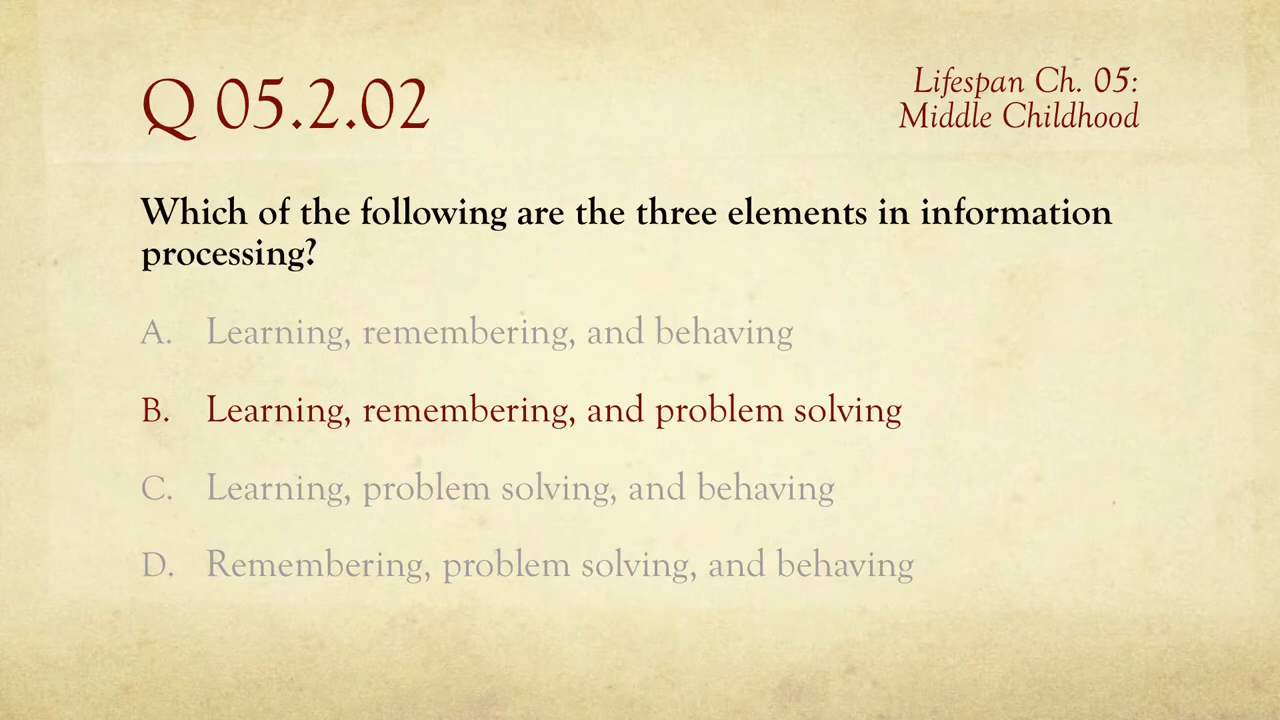 Q 05.2.02
Lifespan Ch. 05:
Middle Childhood
Which of the following are the three elements in information
processing?
A. Learning, remembering, and behaving
B. Learning, remembering, and problem solving
C. Learning, problem solving, and behaving
D. Remembering, problem solving, and behaving